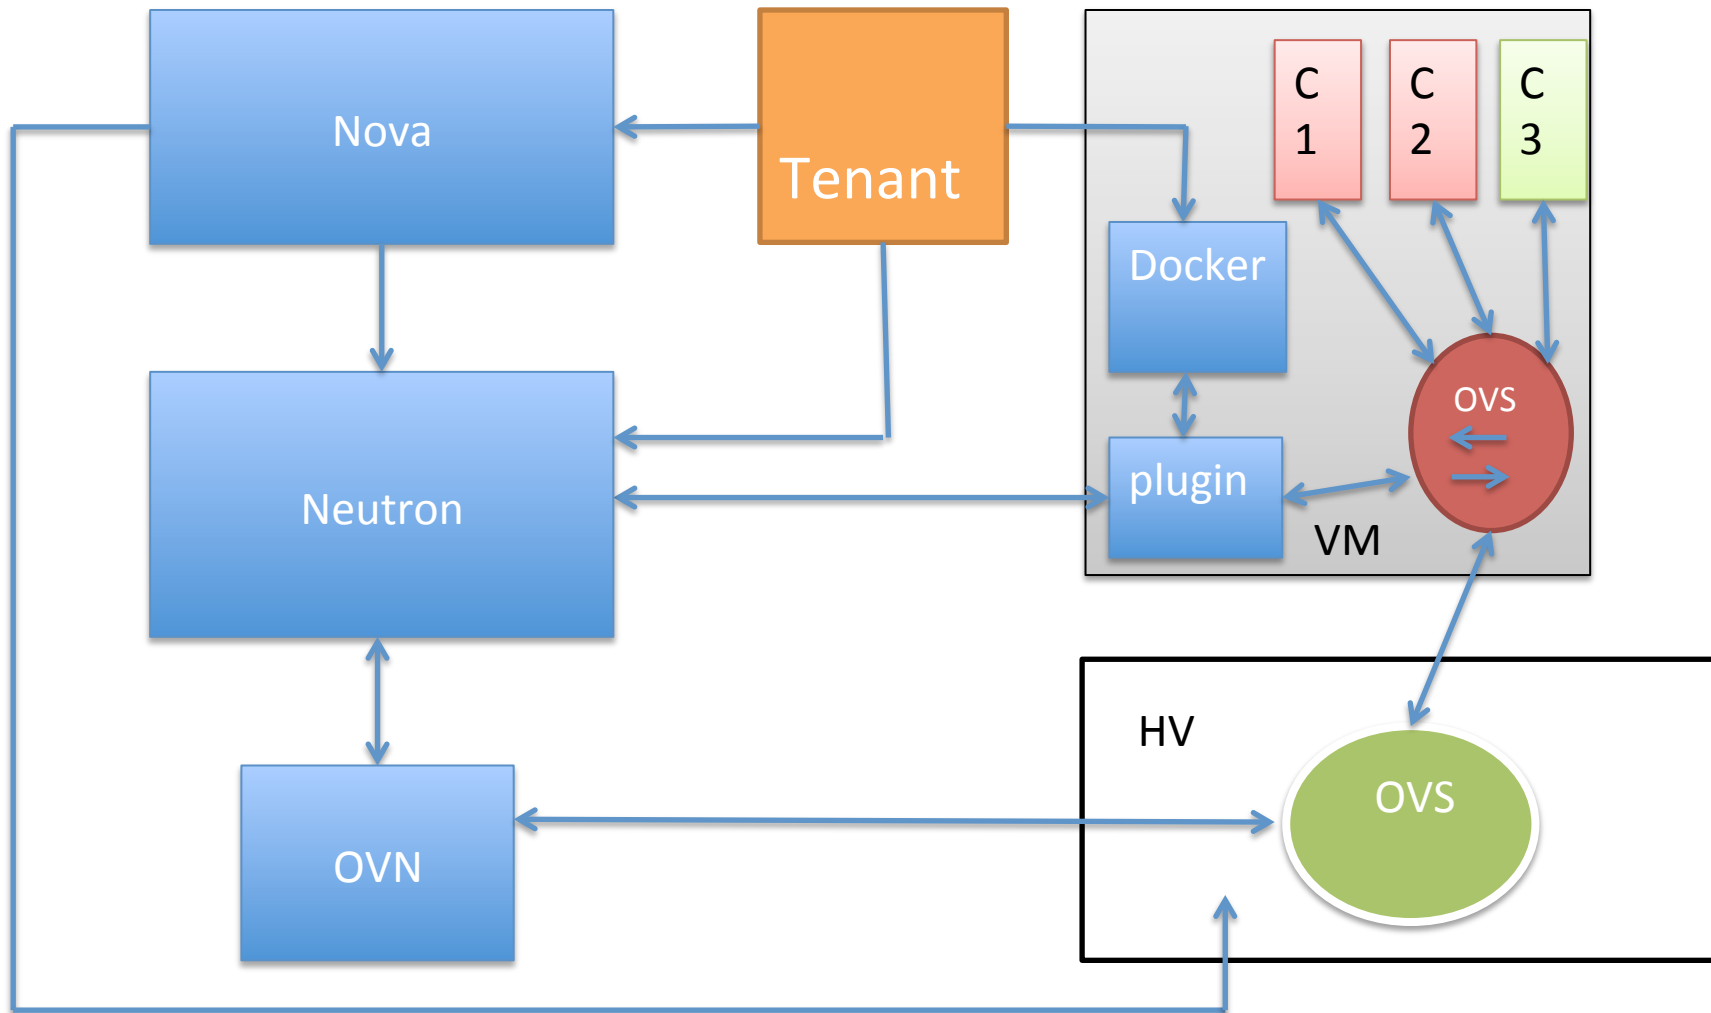 Nova
Tenant
C
1
C
2
C
3
Docker
OVS
plugin
VM
Neutron
HV
OVS
OVN